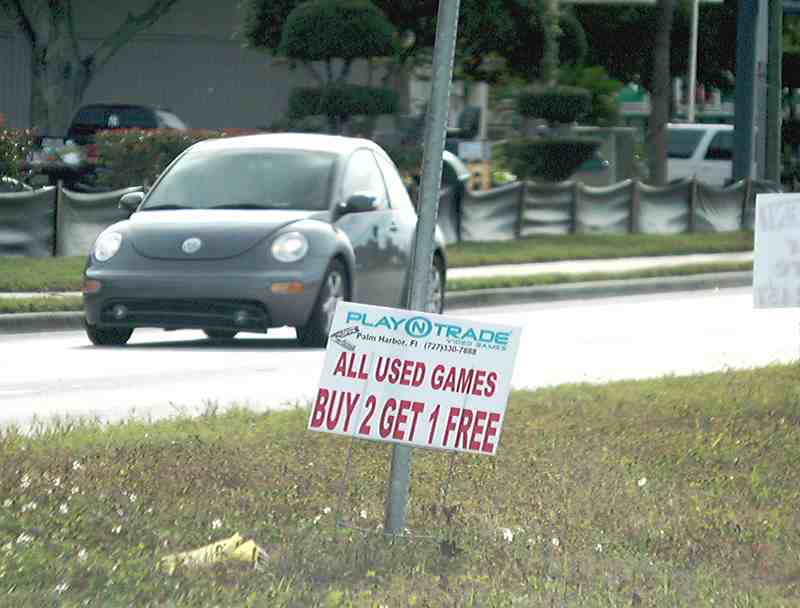 PLAY N TRADE
VIDEO GAMES
Palm Harbor, Fl (727)330-7888
ALL USED GAMES
BUY 2 GET 1 FREE